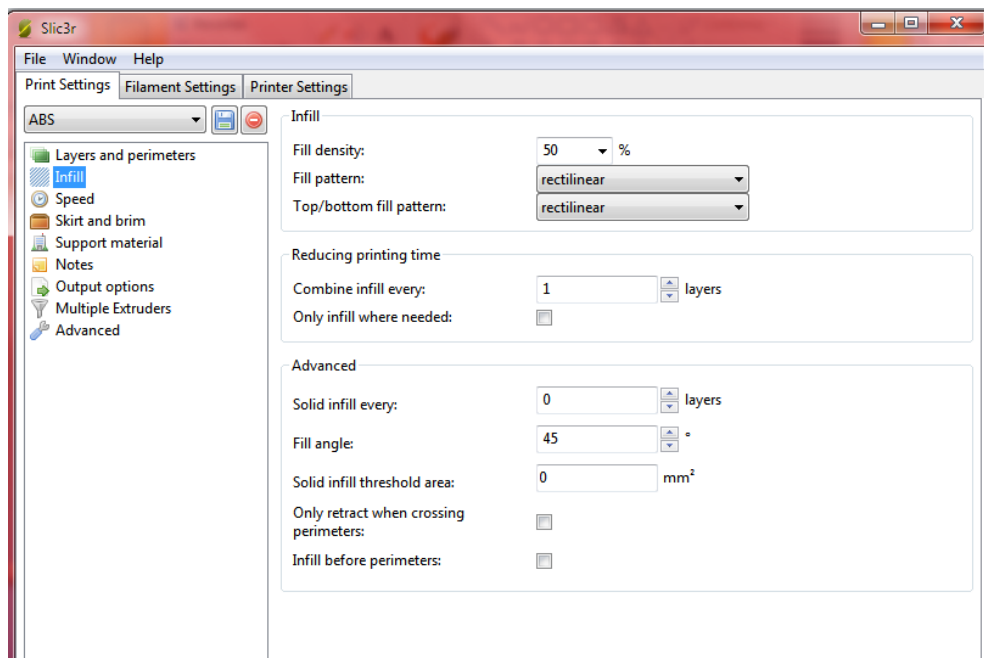 Slic3r
File Window Help
Print Settings Filament Settings Printer Settings
ABS
Layers and perimeters
Infill
Speed
Skirt and brim
Support material
Notes
Output options
Multiple Extruders
Advanced
Infill
Fill density: 50 %
Fill pattern: rectilinear
Top/bottom fill pattern: rectilinear
Reducing printing time
Combine infill every: 1 layers
Only infill where needed:
Advanced
Solid infill every: 0 layers
Fill angle: 45 °
Solid infill threshold area: 0 mm²
Only retract when crossing
perimeters:
Infill before perimeters: